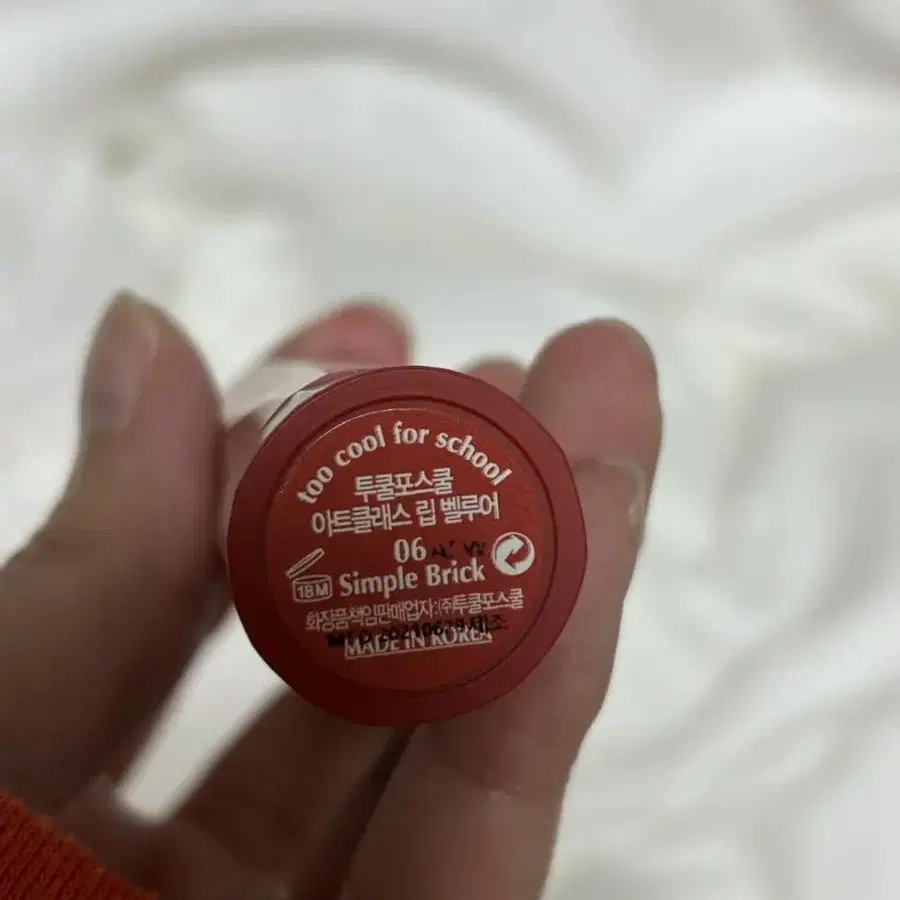 too cool for school
투쿨포스쿨
아트클래스 립 벨루어
06
Simple Brick
18M
화장품책임판매업자:(주)투쿨포스쿨
제조
MADE IN KOREA